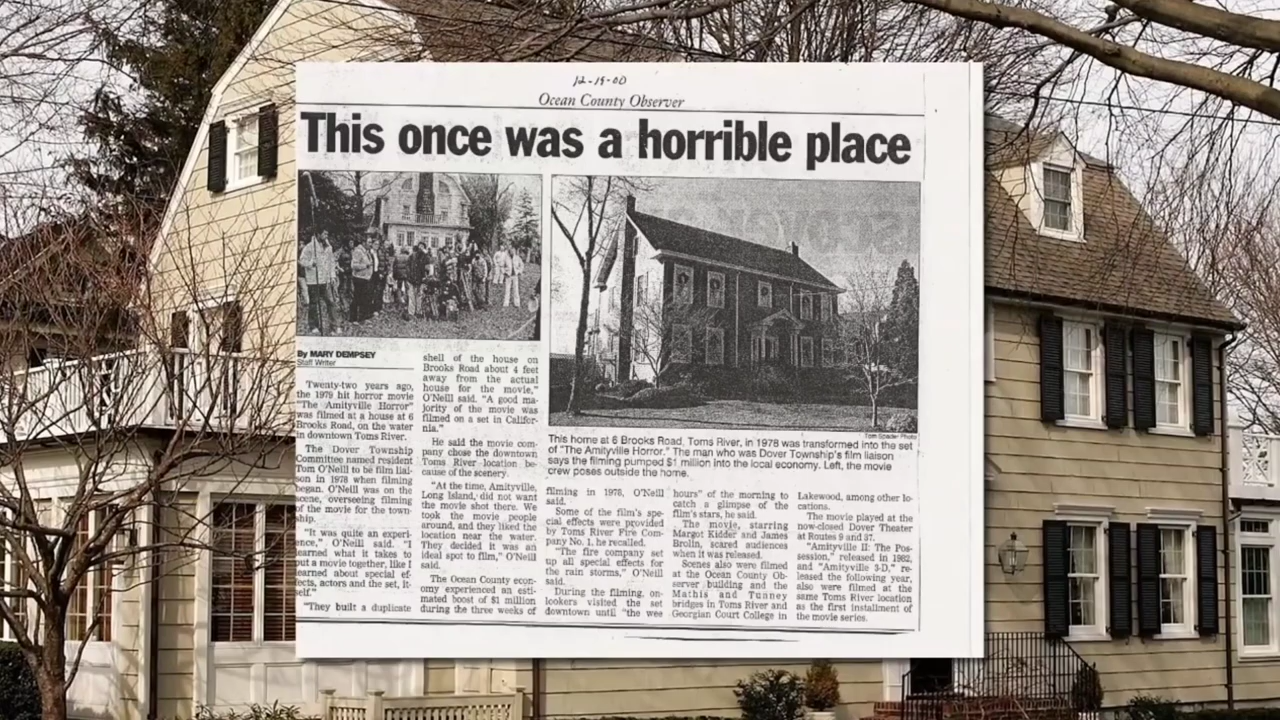 12-19-00
Ocean County Observer
This once was a horrible place
By MARY DEMPSEY
Staff Writer
Twenty-two years ago,
the 1979 hit horror movie
"The Amityville Horror"
was filmed at a house at 6
Brooks Road, on the water
in downtown Toms River.
The Dover Township
Committee named resident
Tom O'Neill to be film liai-
son in 1978 when filming
began. O'Neill was on the
scene, overseeing filming
of the movie for the town-
ship.
"It was quite an experi-
ence," O'Neill said. "I
learned what it takes to
put a movie together, like I
learned about special ef-
fects, actors and the set, it-
self."
"They built a duplicate
shell of the house on
Brooks Road about 4 feet
away from the actual
house for the movie,"
O'Neill said. "A good ma-
jority of the movie was
filmed on a set in Califor-
nia."
He said the movie com-
pany chose the downtown
Toms River location be-
cause of the scenery.
"At the time, Amityville,
Long Island, did not want
the movie shot there. We
took the movie people
around, and they liked the
location near the water.
They decided it was an
ideal spot to film," O'Neill
said.
The Ocean County econ-
omy experienced an esti-
mated boost of $1 million
during the three weeks of
Tom Spader Photo
This home at 6 Brooks Road, Toms River, in 1978 was transformed into the set
of "The Amityville Horror." The man who was Dover Township's film liaison
says the filming pumped $1 million into the local economy. Left, the movie
crew poses outside the home.
filming in 1978, O'Neill
said.
Some of the film's spe-
cial effects were provided
by Toms River Fire Com-
pany No. 1, he recalled.
"The fire company set
up all special effects for
the rain storms," O'Neill
said.
During the filming, on-
lookers visited the set
downtown until "the wee
hours" of the morning to
catch a glimpse of the
film's stars, he said.
The movie, starring
Margot Kidder and James
Brolin, scared audiences
when it was released.
Scenes also were filmed
at the Ocean County Ob-
server building and the
Mathis and Tunney
bridges in Toms River and
Georgian Court College in
Lakewood, among other lo-
cations.
The movie played at the
now-closed Dover Theater
at Routes 9 and 37.
"Amityville II: The Pos-
session," released in 1982,
and "Amityville 3-D," re-
leased the following year,
also were filmed at the
same Toms River location
as the first installment of
the movie series.